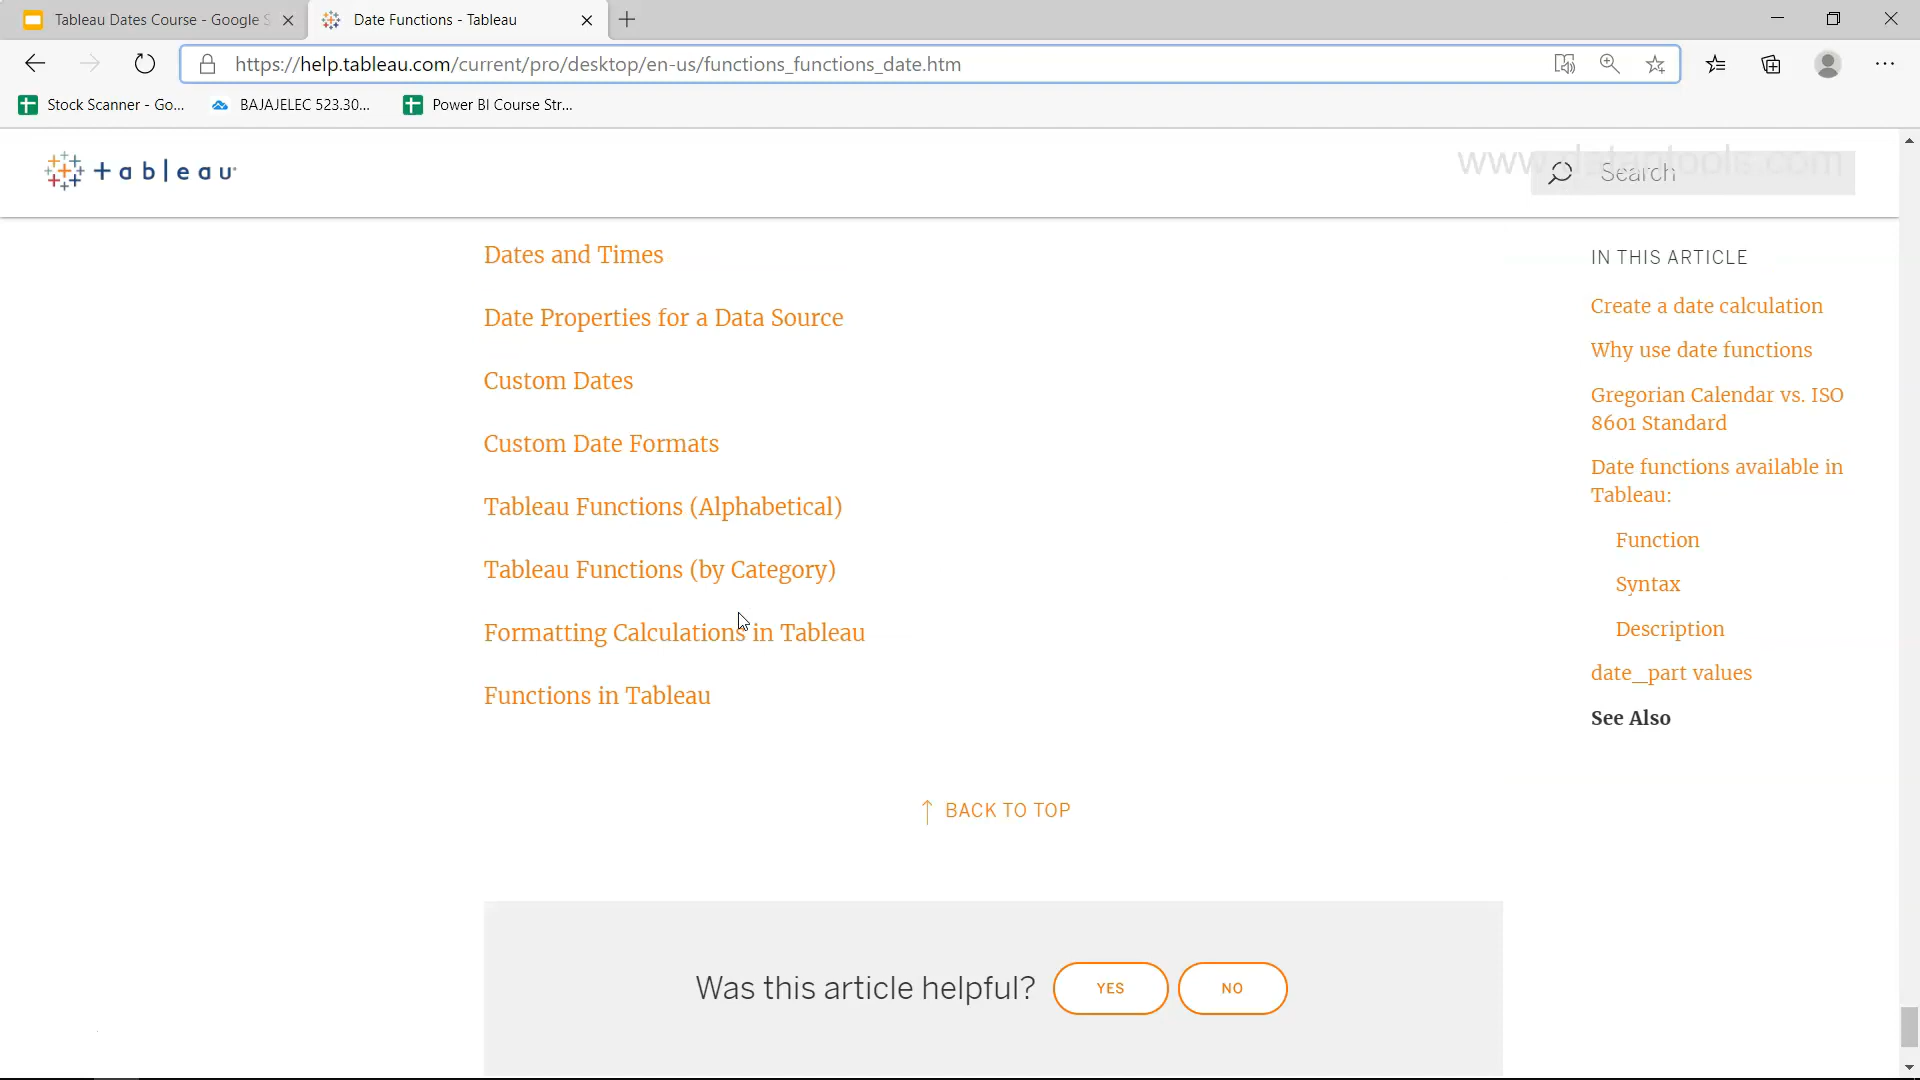 Tableau Dates Course - Google S
Date Functions - Tableau
https://help.tableau.com/current/pro/desktop/en-us/functions_functions_date.htm
Stock Scanner - Go...
BAJAJELEC 523.30...
Power BI Course Str...
+ableau
Search
Dates and Times
Date Properties for a Data Source
Custom Dates
Custom Date Formats
Tableau Functions (Alphabetical)
Tableau Functions (by Category)
Formatting Calculations in Tableau
Functions in Tableau
↑ BACK TO TOP
Was this article helpful?
YES
NO
IN THIS ARTICLE
Create a date calculation
Why use date functions
Gregorian Calendar vs. ISO
8601 Standard
Date functions available in
Tableau:
Function
Syntax
Description
date_part values
See Also